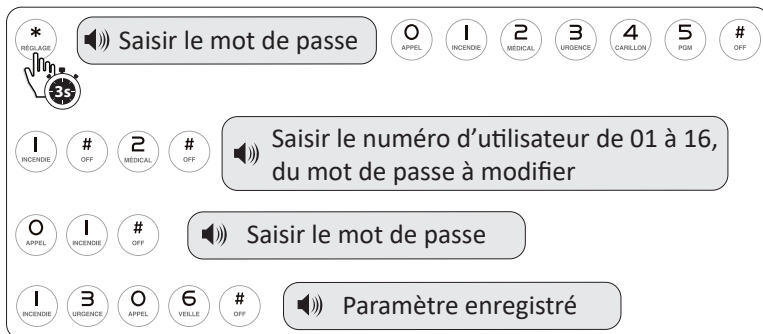 * RÉGLAGE Saisir le mot de passe 0 APPEL 1 INCENDIE 2 MÉDICAL 3 URGENCE 4 CARILLON 5 PGM # OFF
3s
1 INCENDIE # OFF 2 MÉDICAL # OFF Saisir le numéro d'utilisateur de 01 à 16,
du mot de passe à modifier
0 APPEL 1 INCENDIE # OFF Saisir le mot de passe
1 INCENDIE 3 URGENCE 0 APPEL 6 VEILLE # OFF Paramètre enregistré